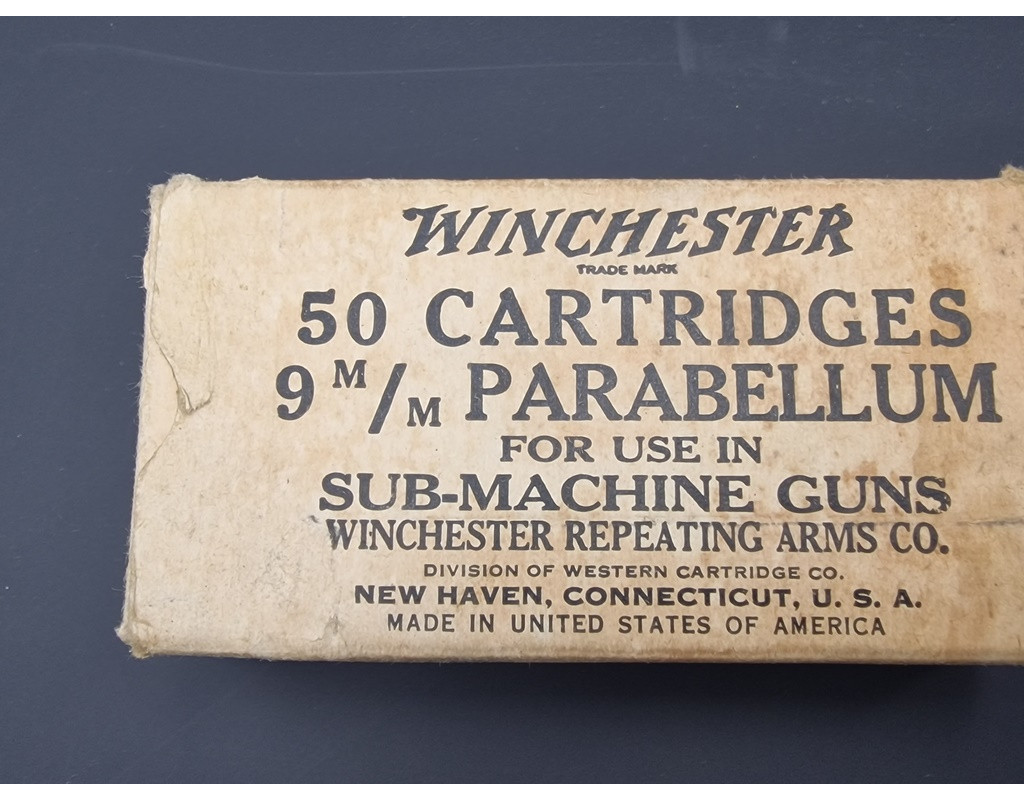 WINCHESTER
TRADE MARK
50 CARTRIDGES
9 M/M PARABELLUM
FOR USE IN
SUB-MACHINE GUNS
WINCHESTER REPEATING ARMS CO.
DIVISION OF WESTERN CARTRIDGE CO.
NEW HAVEN, CONNECTICUT, U. S. A.
MADE IN UNITED STATES OF AMERICA